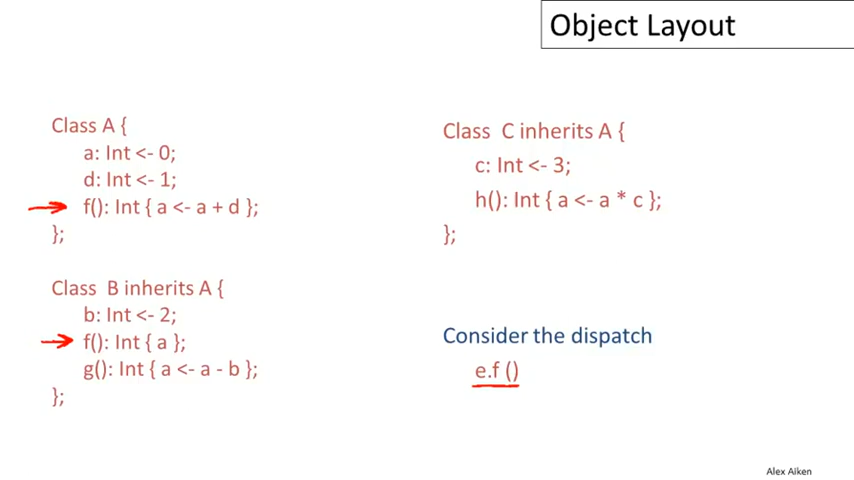 Object Layout
Class A {
a: Int <- 0;
d: Int <- 1;
f(): Int { a <- a + d };
};
Class B inherits A {
b: Int <- 2;
f(): Int { a };
g(): Int { a <- a - b };
};
Class C inherits A {
c: Int <- 3;
h(): Int { a <- a * c };
};
Consider the dispatch
e.f ()
Alex Aiken